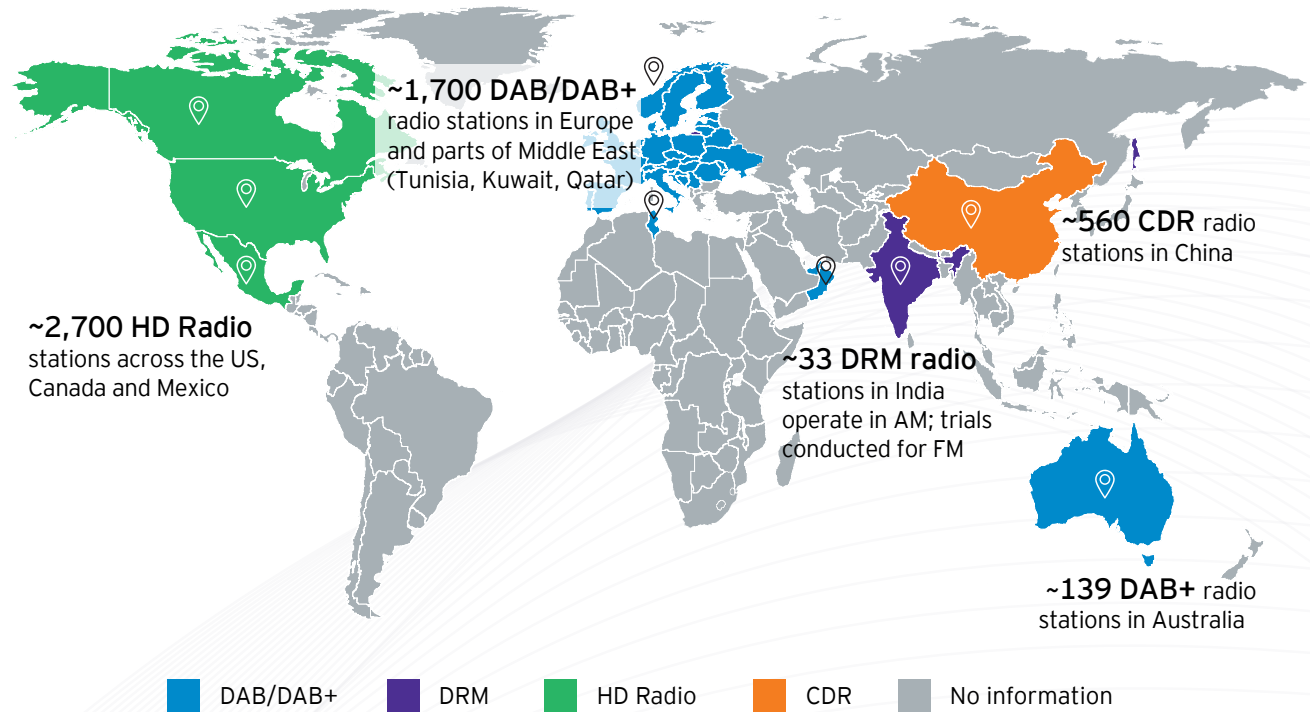 ~1,700 DAB/DAB+
radio stations in Europe
and parts of Middle East
(Tunisia, Kuwait, Qatar)
~560 CDR radio
stations in China
~2,700 HD Radio
stations across the US,
Canada and Mexico
~33 DRM radio
stations in India
operate in AM; trials
conducted for FM
~139 DAB+ radio
stations in Australia
DAB/DAB+
DRM
HD Radio
CDR
No information